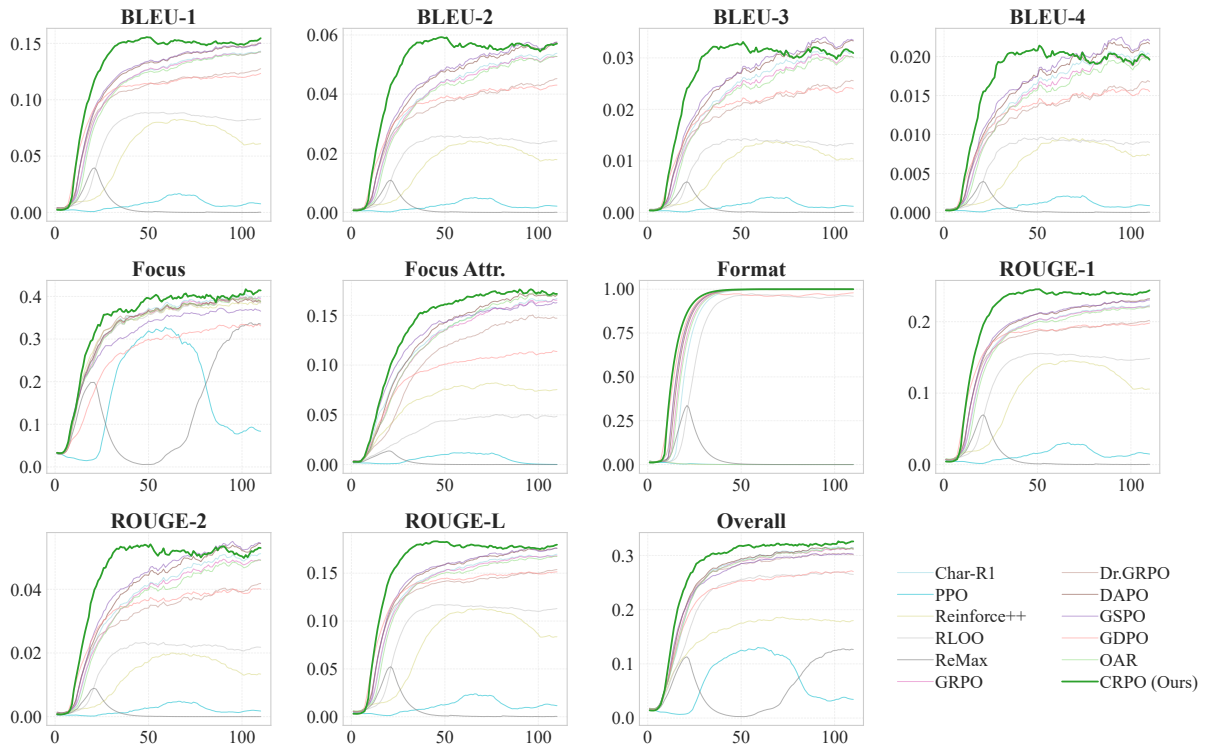 BLEU-1 BLEU-2 BLEU-3 BLEU-4
0.15 0.06 0.03 0.020
0.10 0.04 0.02 0.015
0.05 0.02 0.01 0.010
0.00 0.00 0.00 0.005
0.000
0 50 100 0 50 100 0 50 100 0 50 100
Focus Focus Attr. Format ROUGE-1
0.4 0.15 1.00 0.2
0.3 0.10 0.75 0.1
0.2 0.05 0.50 0.0
0.1 0.00 0.25
0.0 0.00
0 50 100 0 50 100 0 50 100 0 50 100
ROUGE-2 ROUGE-L Overall
0.04 0.15 0.3
0.02 0.10 0.2
0.00 0.05 0.1
0.00 0.0
0 50 100 0 50 100 0 50 100
Char-R1 Dr.GRPO
PPO DAPO
Reinforce++ GSPO
RLOO GDPO
ReMax OAR
GRPO CRPO (Ours)